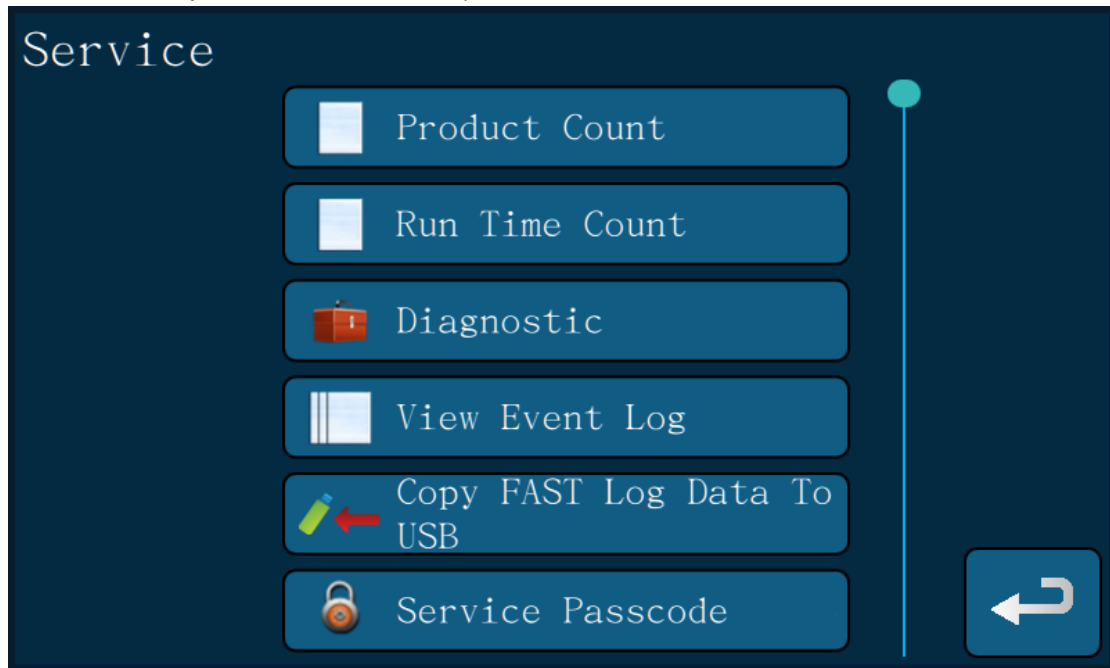 Service
Product Count
Run Time Count
Diagnostic
View Event Log
Copy FAST Log Data To
USB
Service Passcode